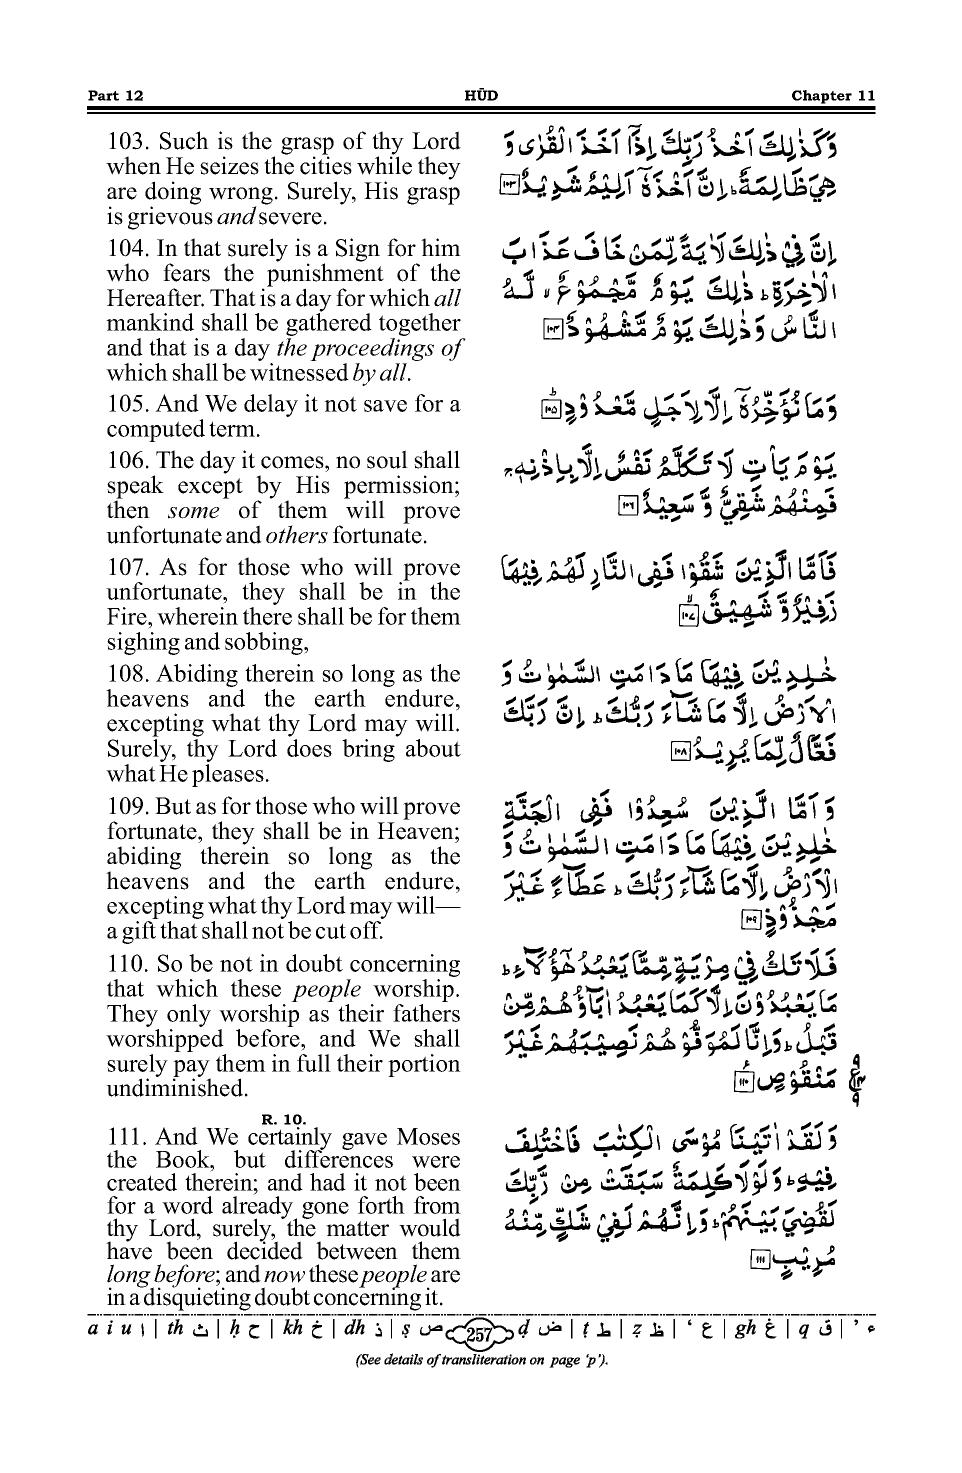 Part 12 HŪD Chapter 11
103. Such is the grasp of thy Lord
when He seizes the cities while they
are doing wrong. Surely, His grasp
is grievous and severe.
104. In that surely is a Sign for him
who fears the punishment of the
Hereafter. That is a day for which all
mankind shall be gathered together
and that is a day the proceedings of
which shall be witnessed by all.
105. And We delay it not save for a
computed term.
106. The day it comes, no soul shall
speak except by His permission;
then some of them will prove
unfortunate and others fortunate.
107. As for those who will prove
unfortunate, they shall be in the
Fire, wherein there shall be for them
sighing and sobbing,
108. Abiding therein so long as the
heavens and the earth endure,
excepting what thy Lord may will.
Surely, thy Lord does bring about
what He pleases.
109. But as for those who will prove
fortunate, they shall be in Heaven;
abiding therein so long as the
heavens and the earth endure,
excepting what thy Lord may will—
a gift that shall not be cut off.
110. So be not in doubt concerning
that which these people worship.
They only worship as their fathers
worshipped before, and We shall
surely pay them in full their portion
undiminished.
R. 10.
111. And We certainly gave Moses
the Book, but differences were
created therein; and had it not been
for a word already gone forth from
thy Lord, surely, the matter would
have been decided between them
long before; and now these people are
in a disquieting doubt concerning it.
وَكَذٰلِكَ اَخْذُ رَبِّكَ اِذَاۤ اَخَذَ الْقُرٰى وَ
هِيَ ظَالِمَةٌ ؕ اِنَّ اَخْذَهٗۤ اَلِيْمٌ شَدِيْدٌ ۝۱۰۳
اِنَّ فِيْ ذٰلِكَ لَاٰيَةً لِّمَنْ خَافَ عَذَابَ
الْاٰخِرَةِ ؕ ذٰلِكَ يَوْمٌ مَّجْمُوْعٌ ۙ لَّهُ
النَّاسُ وَذٰلِكَ يَوْمٌ مَّشْهُوْدٌ ۝۱۰۴
وَمَا نُؤَخِّرُهٗۤ اِلَّا لِاَجَلٍ مَّعْدُوْدٍ ۝۱۰۵ؕ
يَوْمَ يَاْتِ لَا تَكَلَّمُ نَفْسٌ اِلَّا بِاِذْنِهٖ ۚ
فَمِنْهُمْ شَقِيٌّ وَّ سَعِيْدٌ ۝۱۰۶
فَاَمَّا الَّذِيْنَ شَقُوْا فَفِى النَّارِ لَهُمْ فِيْهَا
زَفِيْرٌ وَّ شَهِيْقٌ ۝۱۰۷ۙ
خٰلِدِيْنَ فِيْهَا مَا دَامَتِ السَّمٰوٰتُ وَ
الْاَرْضُ اِلَّا مَا شَآءَ رَبُّكَ ؕ اِنَّ رَبَّكَ
فَعَّالٌ لِّمَا يُرِيْدُ ۝۱۰۸
وَ اَمَّا الَّذِيْنَ سُعِدُوْا فَفِى الْجَنَّةِ
خٰلِدِيْنَ فِيْهَا مَا دَامَتِ السَّمٰوٰتُ وَ
الْاَرْضُ اِلَّا مَا شَآءَ رَبُّكَ ؕ عَطَآءً غَيْرَ
مَجْذُوْذٍ ۝۱۰۹
فَلَا تَكُ فِيْ مِرْيَةٍ مِّمَّا يَعْبُدُ هٰۤؤُلَآءِ ؕ
مَا يَعْبُدُوْنَ اِلَّا كَمَا يَعْبُدُ اٰبَآؤُهُمْ مِّنْ
قَبْلُ ؕ وَاِنَّا لَمُوَفُّوْهُمْ نَصِيْبَهُمْ غَيْرَ
مَنْقُوْصٍ ۝۱۱۰
وَلَقَدْ اٰتَيْنَا مُوْسَى الْكِتٰبَ فَاخْتُلِفَ
فِيْهِ ؕ وَلَوْلَا كَلِمَةٌ سَبَقَتْ مِنْ رَّبِّكَ
لَقُضِيَ بَيْنَهُمْ ؕ وَاِنَّهُمْ لَفِيْ شَكٍّ مِّنْهُ
مُرِيْبٍ ۝۱۱۱
a i u ا | th ث | ḥ ح | kh خ | dh ذ | ṣ ص 257 ḍ ض | ṭ ط | ẓ ظ | ‘ ع | gh غ | q ق | ’ ء
(See details of transliteration on page ‘p’).